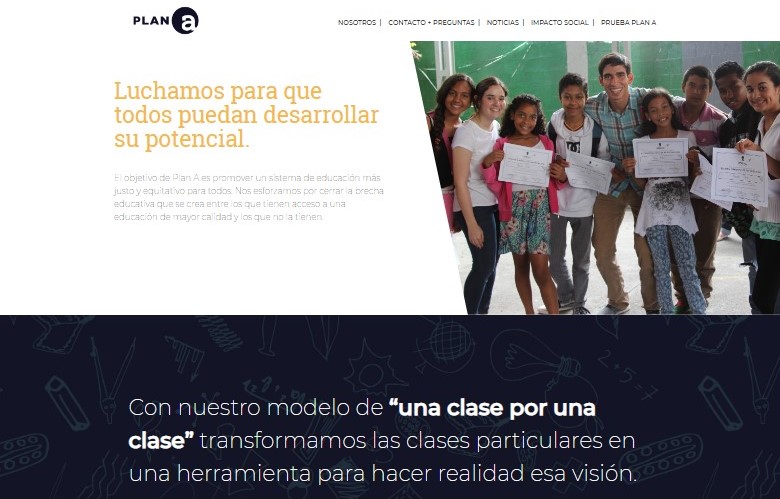 PLAN a
NOSOTROS | CONTACTO + PREGUNTAS | NOTICIAS | IMPACTO SOCIAL | PRUEBA PLAN A
Luchamos para que
todos puedan desarrollar
su potencial.
El objetivo de Plan A es promover un sistema de educación más
justo y equitativo para todos. Nos esforzamos por cerrar la brecha
educativa que se crea entre los que tienen acceso a una
educación de mayor calidad y los que no la tienen.
Con nuestro modelo de “una clase por una
clase” transformamos las clases particulares en
una herramienta para hacer realidad esa visión.